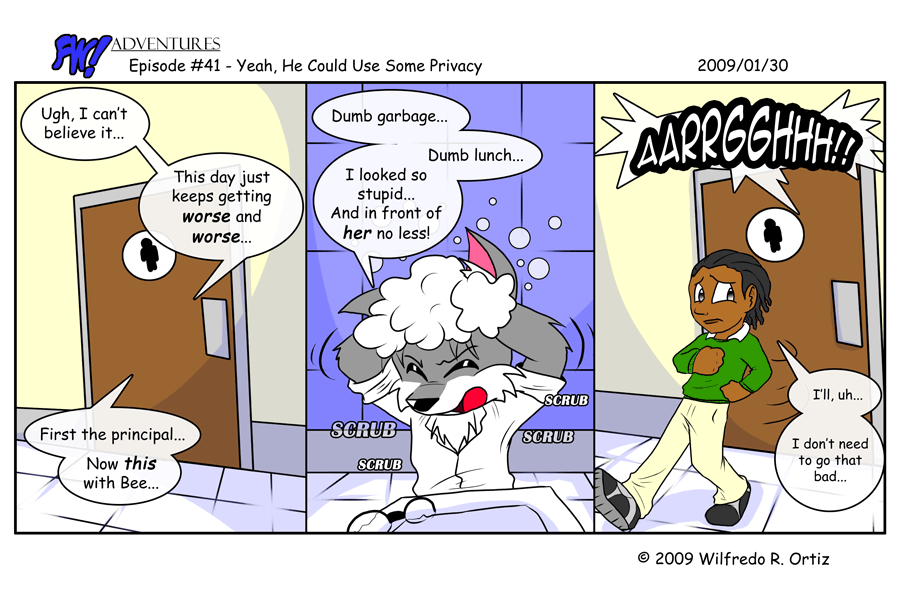 FW!
ADVENTURES
Episode #41 - Yeah, He Could Use Some Privacy
2009/01/30
Ugh, I can't
believe it...
This day just
keeps getting
worse and
worse...
First the principal...
Now this
with Bee...
Dumb garbage...
Dumb lunch...
I looked so
stupid...
And in front of
her no less!
SCRUB
SCRUB
SCRUB
SCRUB
AARRGGHHH!!
I'll, uh...
I don't need
to go that
bad...
© 2009 Wilfredo R. Ortiz